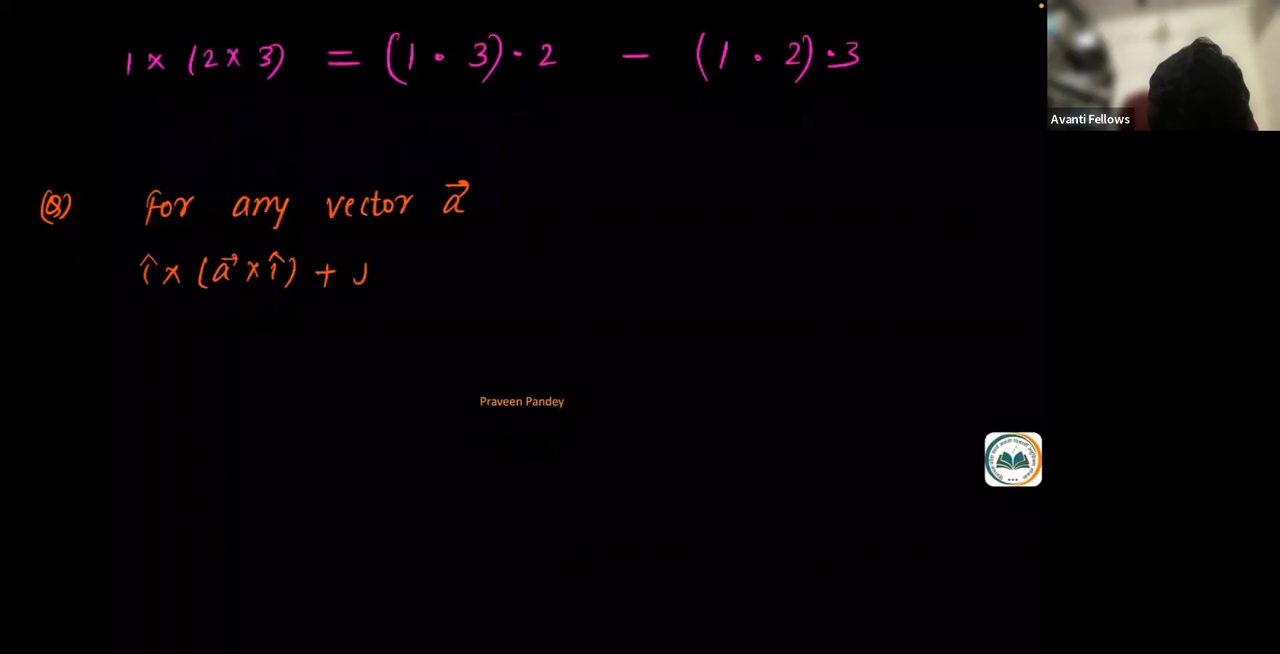 1 × (2 × 3) = (1 · 3) · 2 − (1 · 2) · 3
Avanti Fellows
(Q) For any vector a⃗
î × (a⃗ × î) + J
Praveen Pandey